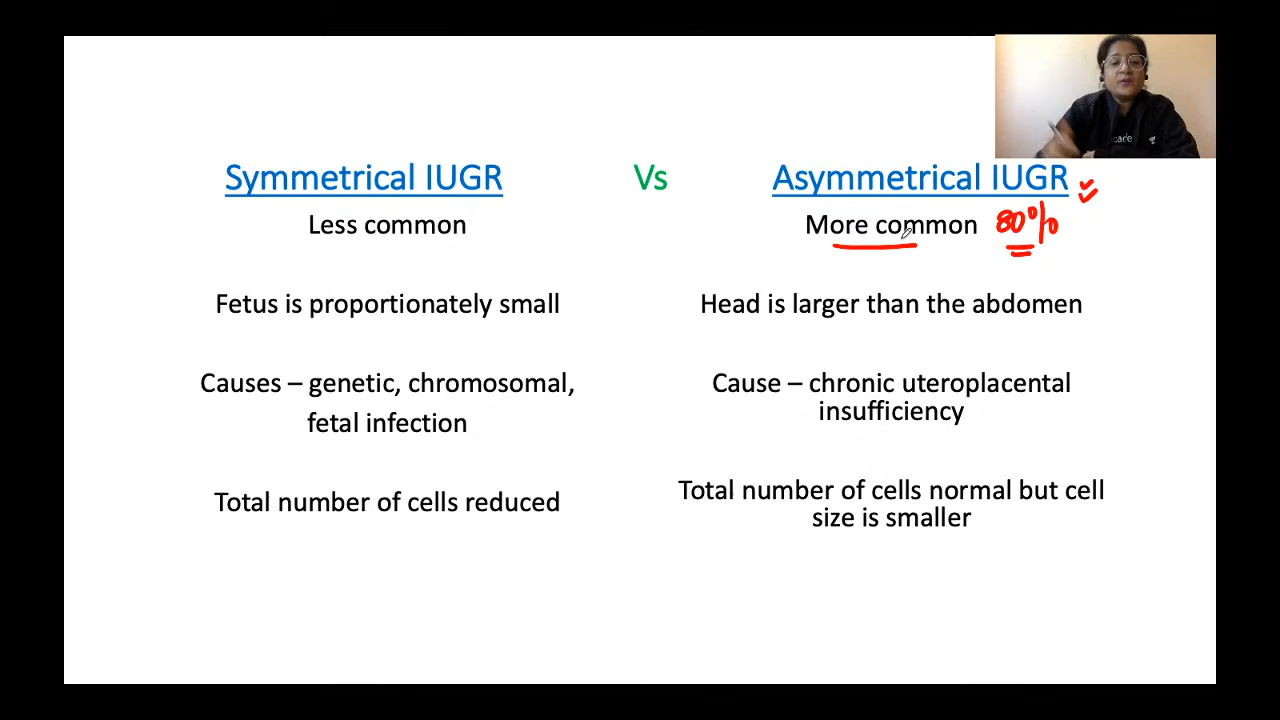 Symmetrical IUGR Vs Asymmetrical IUGR
Less common
More common 80%
Fetus is proportionately small
Head is larger than the abdomen
Causes – genetic, chromosomal,
fetal infection
Cause – chronic uteroplacental
insufficiency
Total number of cells reduced
Total number of cells normal but cell
size is smaller